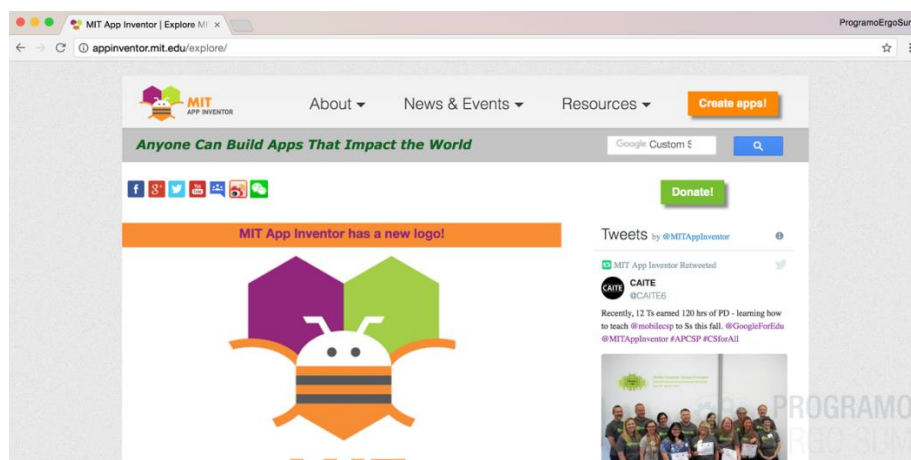 MIT App Inventor | Explore MI
ProgramoErgoSum
appinventor.mit.edu/explore/
MIT
APP INVENTOR
About
News & Events
Resources
Create apps!
Anyone Can Build Apps That Impact the World
Google Custom S
Donate!
MIT App Inventor has a new logo!
Tweets by @MITAppInventor
MIT App Inventor Retweeted
CAITE
CAITE
@CAITE6
Recently, 12 Ts earned 120 hrs of PD - learning how
to teach @mobilecsp to Ss this fall. @GoogleForEdu
@MITAppInventor #APCSP #CSforAll
PROGRAMO
ERGO SUM